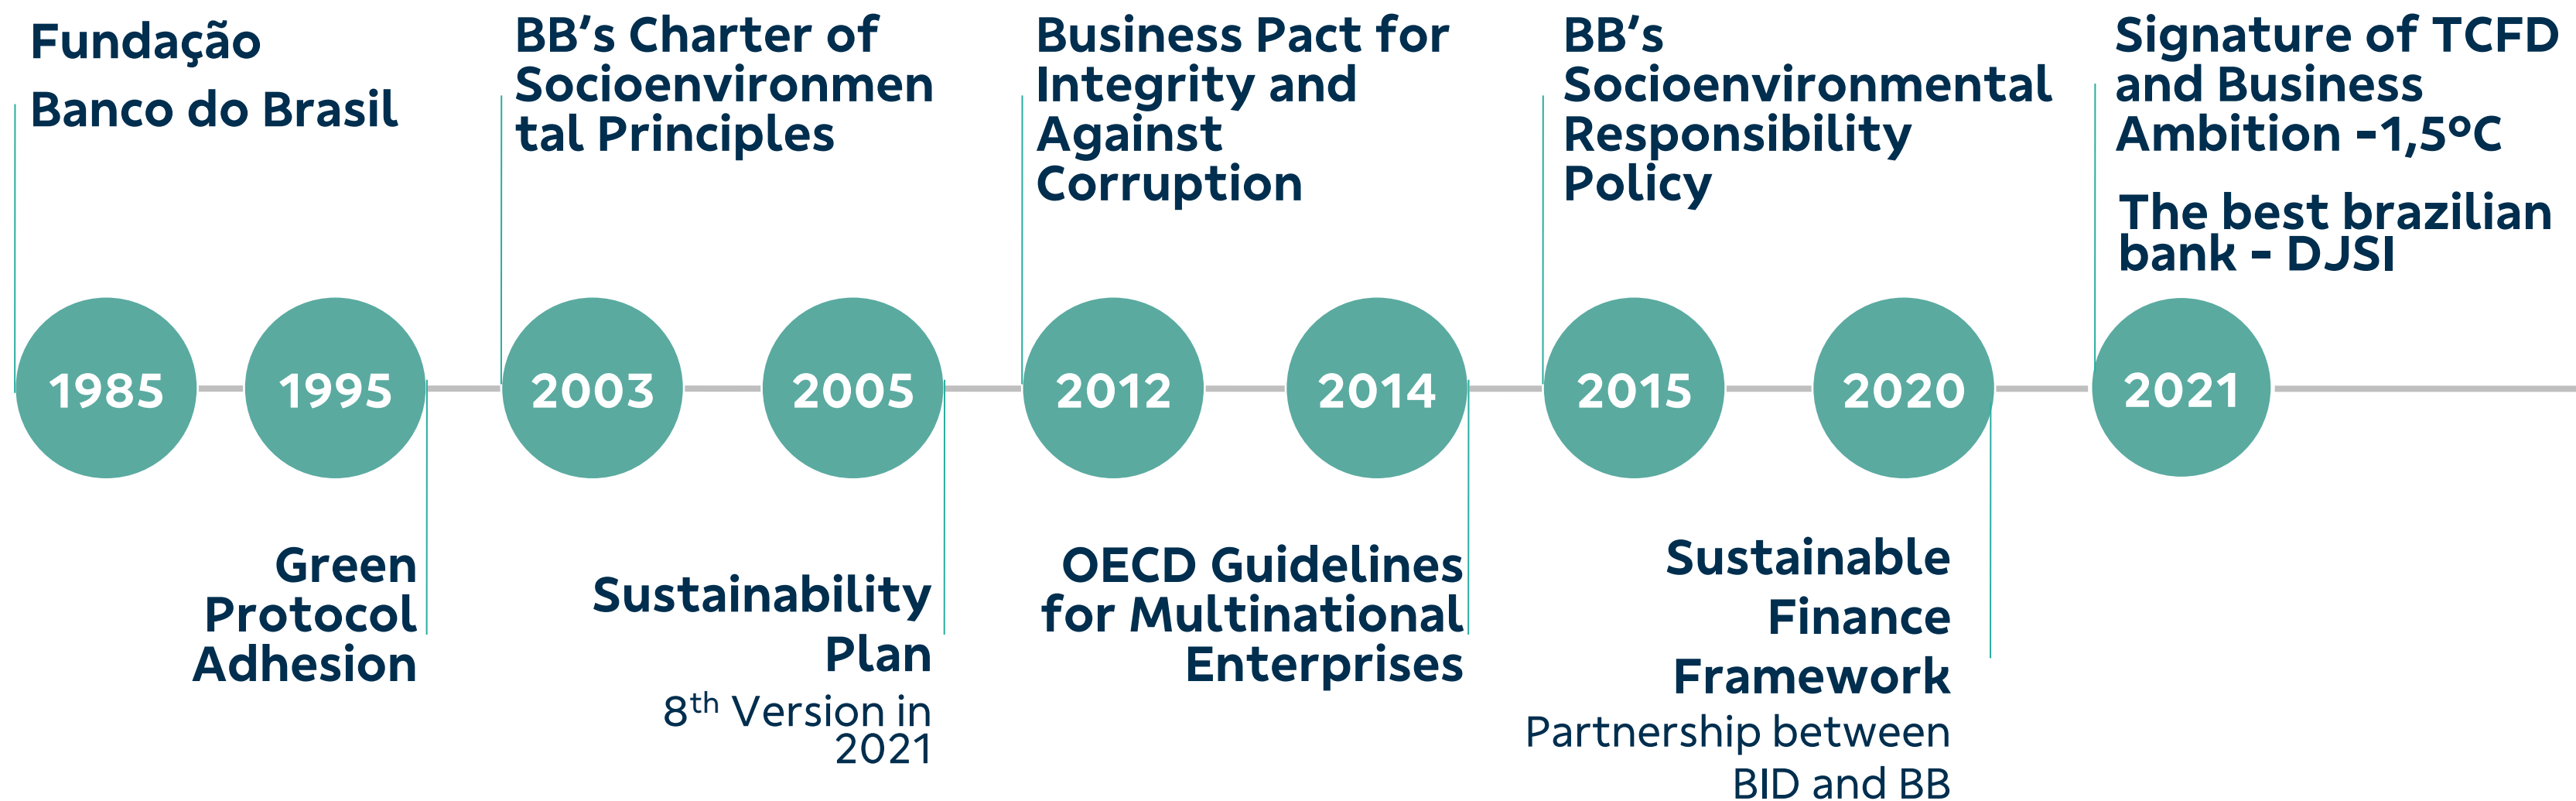 Fundação
Banco do Brasil
BB's Charter of
Socioenvironmen
tal Principles
Business Pact for
Integrity and
Against
Corruption
BB's
Socioenvironmental
Responsibility
Policy
Signature of TCFD
and Business
Ambition -1,5ºC
The best brazilian
bank - DJSI
1985
1995
2003
2005
2012
2014
2015
2020
2021
Green
Protocol
Adhesion
Sustainability
Plan
8th Version in
2021
OECD Guidelines
for Multinational
Enterprises
Sustainable
Finance
Framework
Partnership between
BID and BB